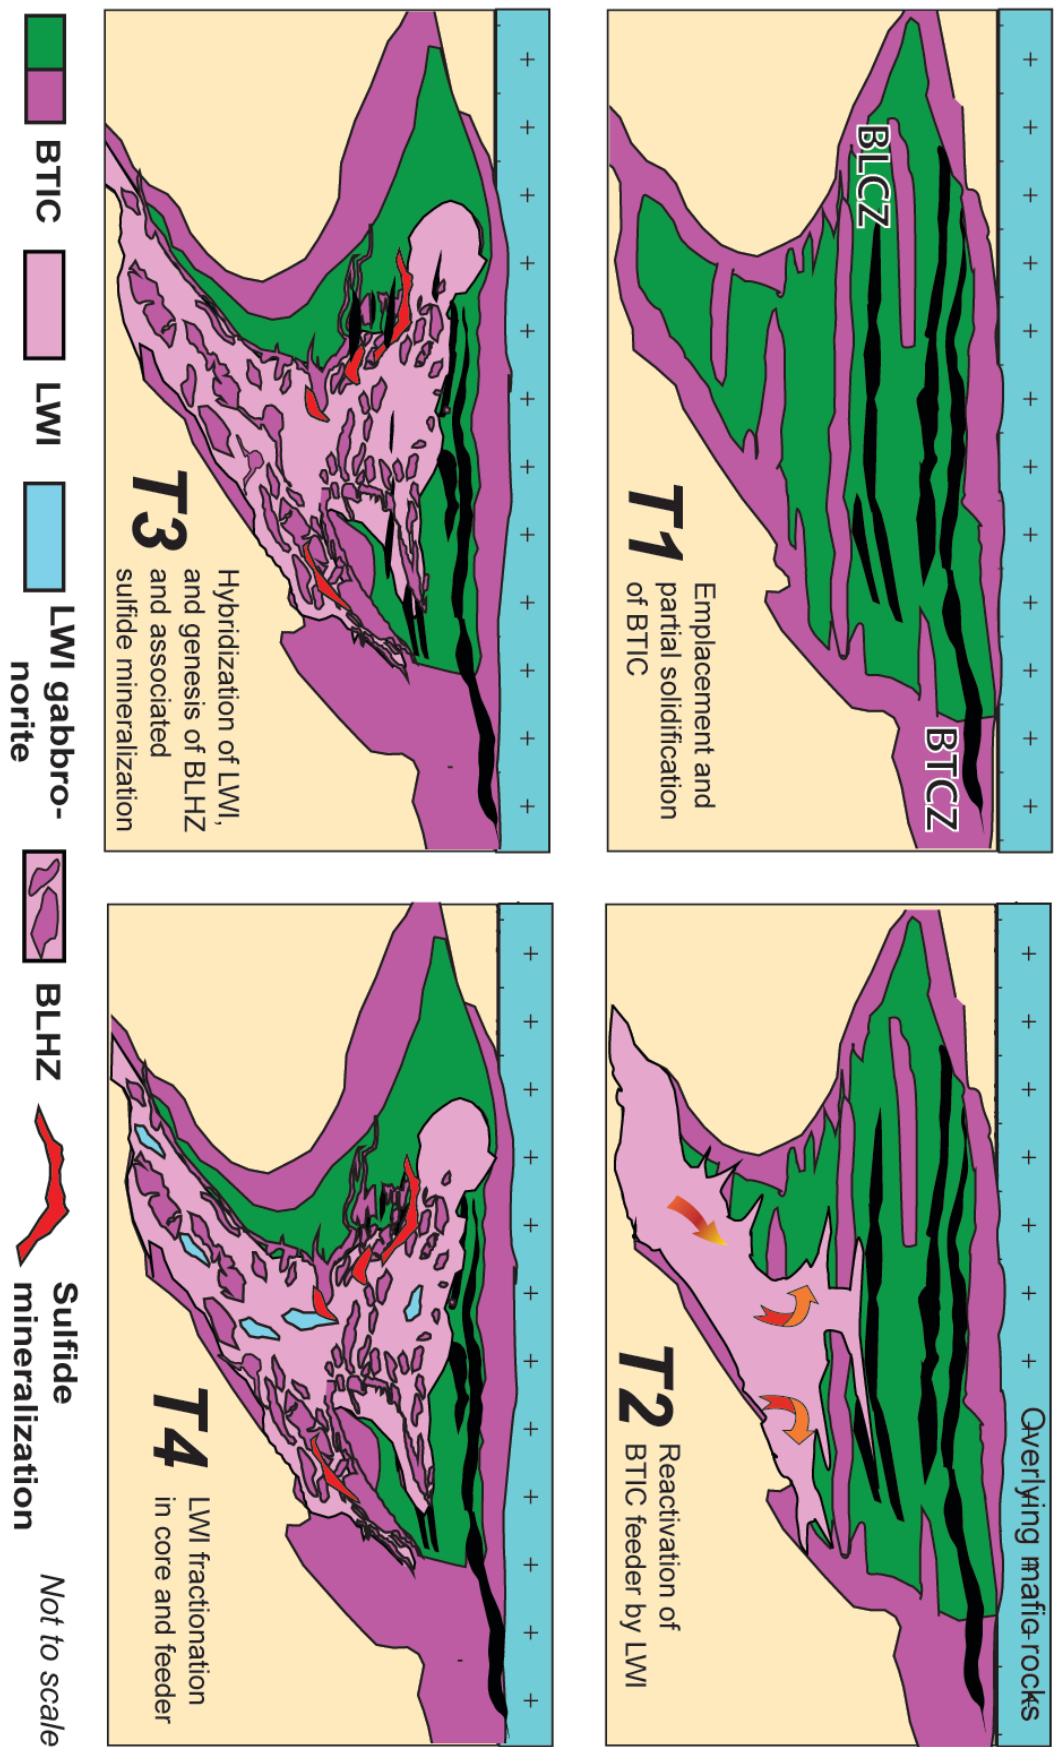 BLCZ
BTCZ
T1
Emplacement and
partial solidification
of BTIC
Overlying mafic rocks
T2
Reactivation of
BTIC feeder by LWI
T3
Hybridization of LWI,
and genesis of BLHZ
and associated
sulfide mineralization
T4
LWI fractionation
in core and feeder
BTIC
LWI
LWI gabbro-
norite
BLHZ
Sulfide
mineralization
Not to scale